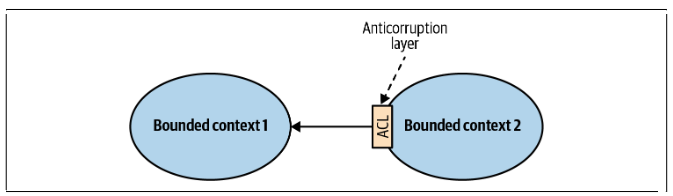 Anticorruption
layer
Bounded context 1
ACL
Bounded context 2